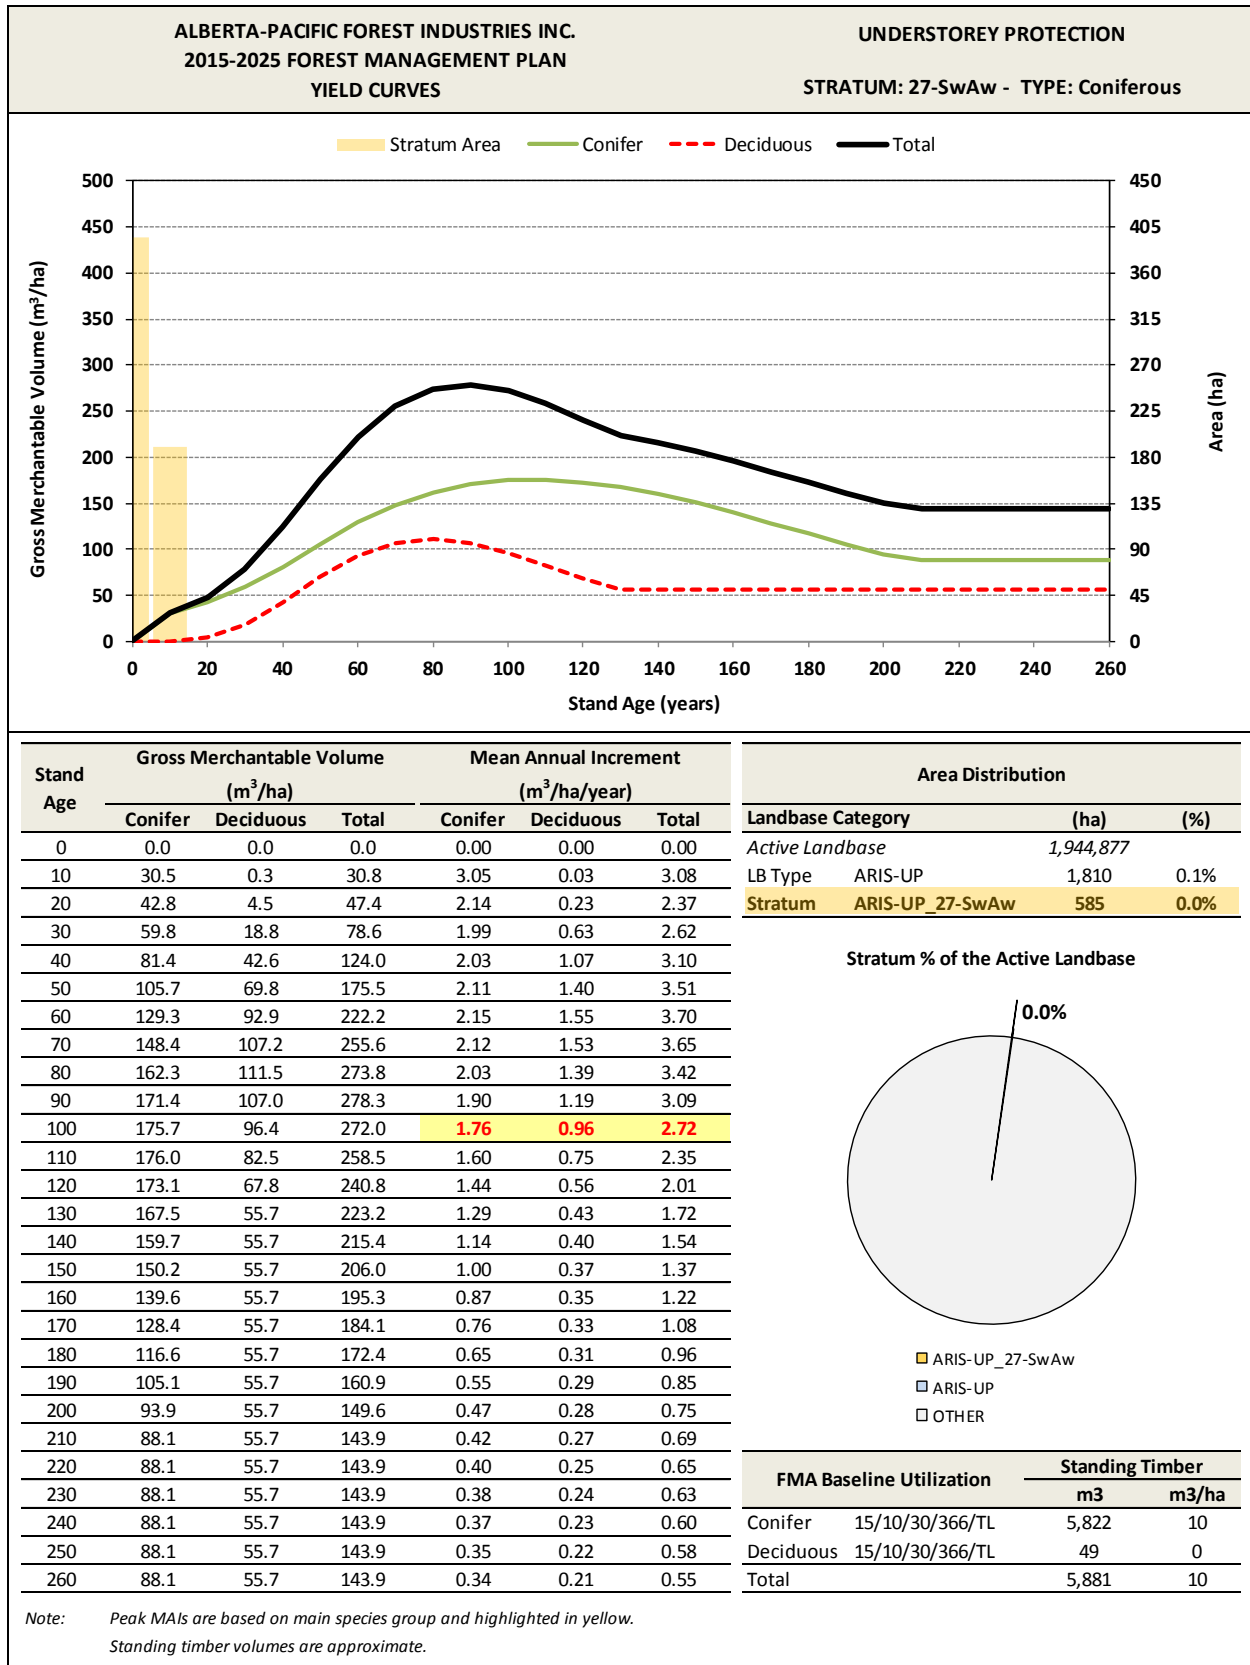 ALBERTA-PACIFIC FOREST INDUSTRIES INC.
2015-2025 FOREST MANAGEMENT PLAN
YIELD CURVES
UNDERSTOREY PROTECTION
STRATUM: 27-SwAw - TYPE: Coniferous
Stratum Area Conifer Deciduous Total
Gross Merchantable Volume (m³/ha)
500
450
400
350
300
250
200
150
100
50
0
450
405
360
315
270
225
180
135
90
45
0
Area (ha)
0 20 40 60 80 100 120 140 160 180 200 220 240 260
Stand Age (years)
Stand Age Gross Merchantable Volume (m³/ha) Mean Annual Increment (m³/ha/year)
Conifer Deciduous Total Conifer Deciduous Total
0 0.0 0.0 0.0 0.00 0.00 0.00
10 30.5 0.3 30.8 3.05 0.03 3.08
20 42.8 4.5 47.4 2.14 0.23 2.37
30 59.8 18.8 78.6 1.99 0.63 2.62
40 81.4 42.6 124.0 2.03 1.07 3.10
50 105.7 69.8 175.5 2.11 1.40 3.51
60 129.3 92.9 222.2 2.15 1.55 3.70
70 148.4 107.2 255.6 2.12 1.53 3.65
80 162.3 111.5 273.8 2.03 1.39 3.42
90 171.4 107.0 278.3 1.90 1.19 3.09
100 175.7 96.4 272.0 1.76 0.96 2.72
110 176.0 82.5 258.5 1.60 0.75 2.35
120 173.1 67.8 240.8 1.44 0.56 2.01
130 167.5 55.7 223.2 1.29 0.43 1.72
140 159.7 55.7 215.4 1.14 0.40 1.54
150 150.2 55.7 206.0 1.00 0.37 1.37
160 139.6 55.7 195.3 0.87 0.35 1.22
170 128.4 55.7 184.1 0.76 0.33 1.08
180 116.6 55.7 172.4 0.65 0.31 0.96
190 105.1 55.7 160.9 0.55 0.29 0.85
200 93.9 55.7 149.6 0.47 0.28 0.75
210 88.1 55.7 143.9 0.42 0.27 0.69
220 88.1 55.7 143.9 0.40 0.25 0.65
230 88.1 55.7 143.9 0.38 0.24 0.63
240 88.1 55.7 143.9 0.37 0.23 0.60
250 88.1 55.7 143.9 0.35 0.22 0.58
260 88.1 55.7 143.9 0.34 0.21 0.55
Area Distribution
Landbase Category (ha) (%)
Active Landbase 1,944,877
LB Type ARIS-UP 1,810 0.1%
Stratum ARIS-UP_27-SwAw 585 0.0%
Stratum % of the Active Landbase
0.0%
ARIS-UP_27-SwAw
ARIS-UP
OTHER
FMA Baseline Utilization Standing Timber
m3 m3/ha
Conifer 15/10/30/366/TL 5,822 10
Deciduous 15/10/30/366/TL 49 0
Total 5,881 10
Note: Peak MAIs are based on main species group and highlighted in yellow.
Standing timber volumes are approximate.